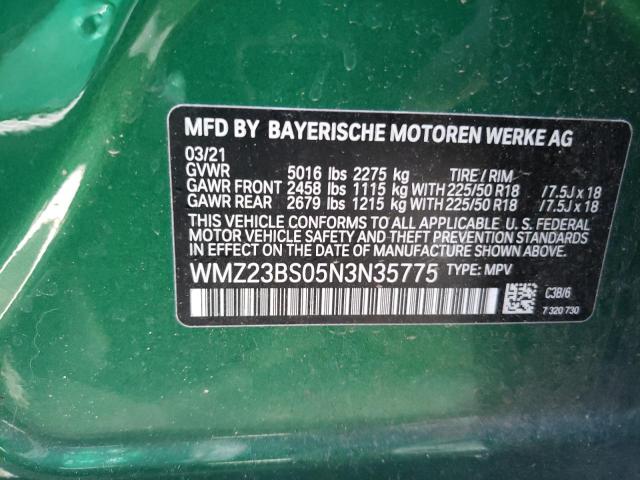 MFD BY BAYERISCHE MOTOREN WERKE AG
03/21
GVWR 5016 lbs 2275 kg TIRE / RIM
GAWR FRONT 2458 lbs 1115 kg WITH 225/50 R18 /7.5J x 18
GAWR REAR 2679 lbs 1215 kg WITH 225/50 R18 /7.5J x 18
THIS VEHICLE CONFORMS TO ALL APPLICABLE U. S. FEDERAL
MOTOR VEHICLE SAFETY AND THEFT PREVENTION STANDARDS
IN EFFECT ON THE DATE OF MANUFACTURE SHOWN ABOVE.
WMZ23BS05N3N35775 TYPE: MPV
C3B/6
7 320 730